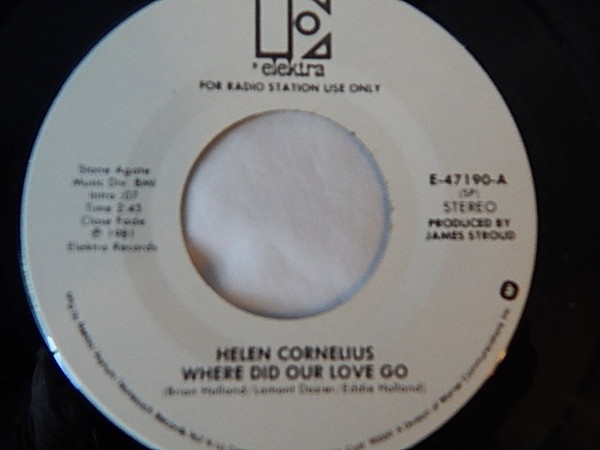 elektra
FOR RADIO STATION USE ONLY
Stone Agate
Music Div. BMI
Intro :07
Time 2:45
Close Fade
℗ 1981
Elektra Records
E-47190-A
(SP)
STEREO
PRODUCED BY
JAMES STROUD
HELEN CORNELIUS
WHERE DID OUR LOVE GO
(Brian Holland/Lamont Dozier/Eddie Holland)